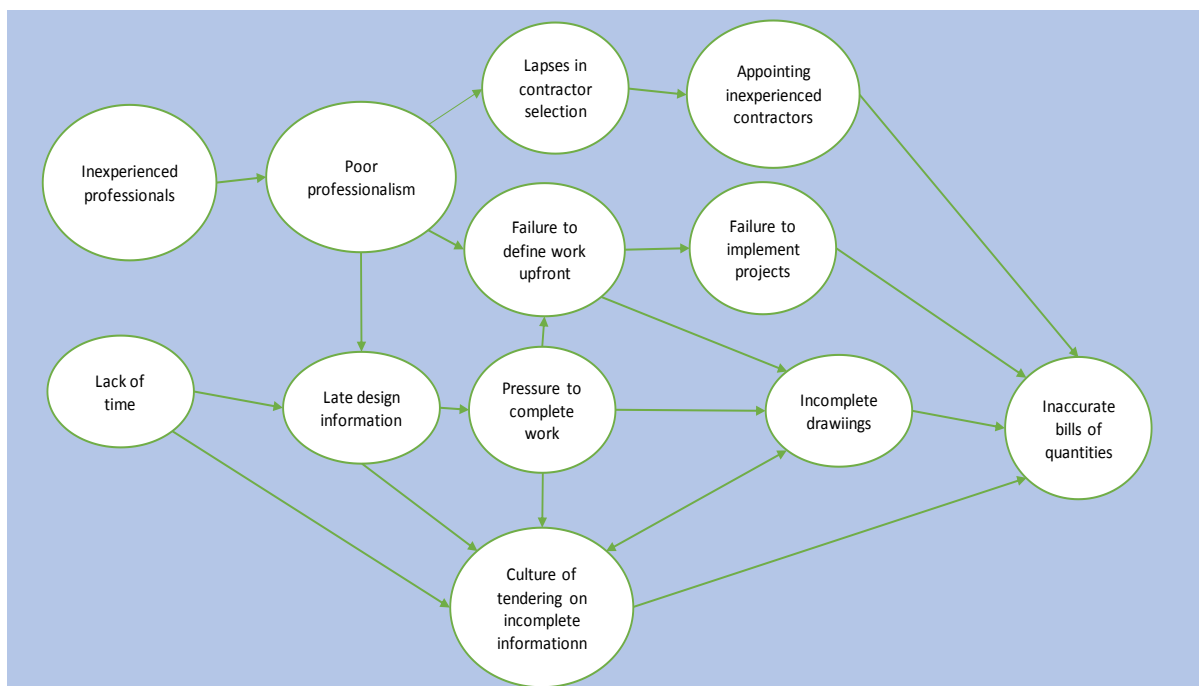 Lapses in
contractor
selection
Appointing
inexperienced
contractors
Inexperienced
professionals
Poor
professionalism
Failure to
define work
upfront
Failure to
implement
projects
Lack of
time
Late design
information
Pressure to
complete
work
Incomplete
drawiings
Inaccurate
bills of
quantities
Culture of
tendering on
incomplete
informationn